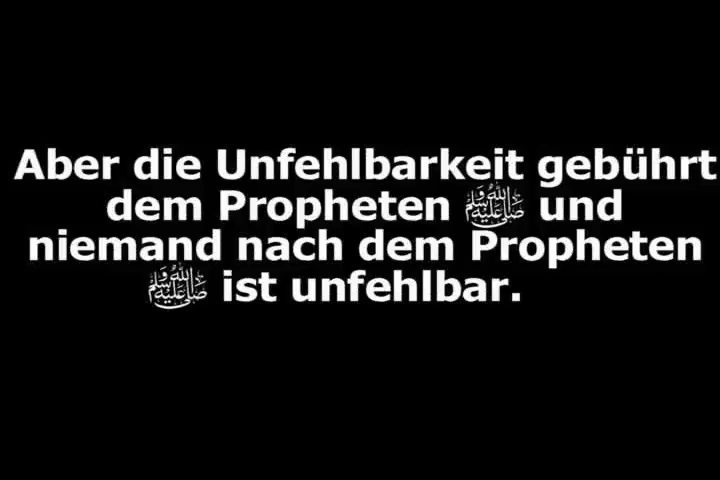 Aber die Unfehlbarkeit gebührt
dem Propheten ﷺ und
niemand nach dem Propheten
ﷺ ist unfehlbar.